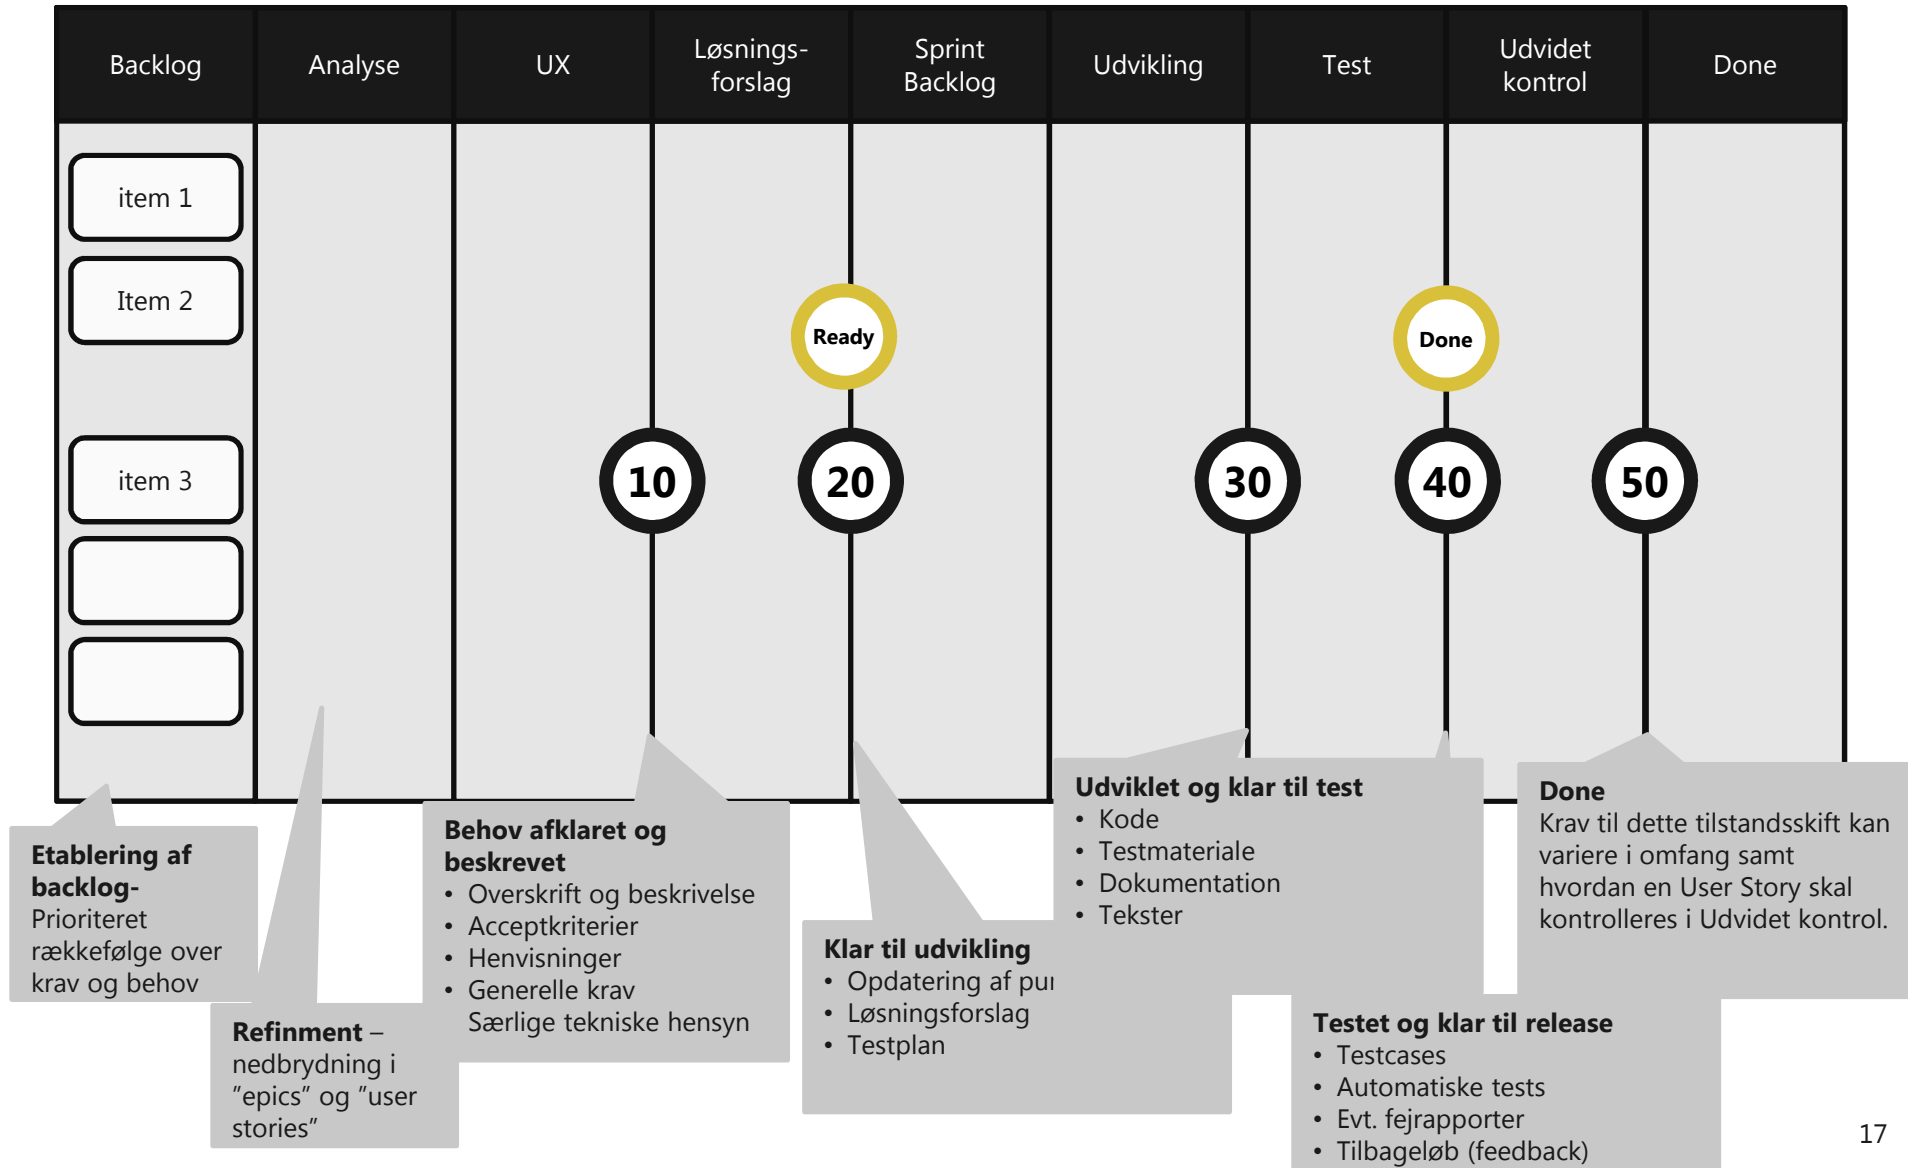 Backlog
Analyse
UX
Løsnings-
forslag
Sprint
Backlog
Udvikling
Test
Udvidet
kontrol
Done
item 1
Item 2
item 3
Ready
Done
10
20
30
40
50
Etablering af
backlog-
Prioriteret
rækkefølge over
krav og behov
Refinment –
nedbrydning i
”epics” og ”user
stories”
Behov afklaret og
beskrevet
• Overskrift og beskrivelse
• Acceptkriterier
• Henvisninger
• Generelle krav
Særlige tekniske hensyn
Klar til udvikling
• Opdatering af
• Løsningsforslag
• Testplan
Udviklet og klar til test
• Kode
• Testmateriale
• Dokumentation
• Tekster
Testet og klar til release
• Testcases
• Automatiske tests
• Evt. fejrapporter
• Tilbageløb (feedback)
Done
Krav til dette tilstandsskift kan
variere i omfang samt
hvordan en User Story skal
kontrolleres i Udvidet kontrol.
17